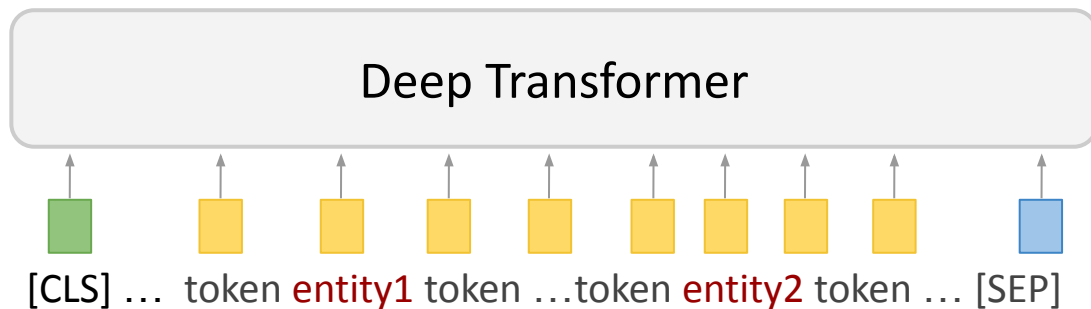 Deep Transformer
[CLS] … token entity1 token …token entity2 token … [SEP]